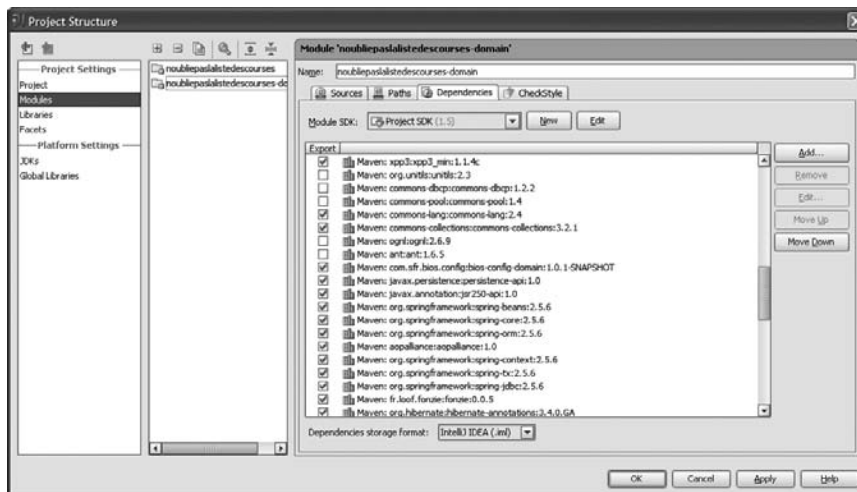 Project Structure
Project Settings
Project
Modules
Libraries
Facets
Platform Settings
JDKs
Global Libraries
noubliepaslalistedescourses
noubliepaslalistedescourses-do
Module 'noubliepaslalistedescourses-domain'
Name: noubliepaslalistedescourses-domain
Sources Paths Dependencies CheckStyle
Module SDK: Project SDK (1.5) New Edit
Export
Maven: xpp3:xpp3_min:1.1.4c
Maven: org.unitils:unitils:2.3
Maven: commons-dbcp:commons-dbcp:1.2.2
Maven: commons-pool:commons-pool:1.4
Maven: commons-lang:commons-lang:2.4
Maven: commons-collections:commons-collections:3.2.1
Maven: ognl:ognl:2.6.9
Maven: ant:ant:1.6.5
Maven: com.sfr.bios.config:bios-config-domain:1.0.1-SNAPSHOT
Maven: javax.persistence:persistence-api:1.0
Maven: javax.annotation:jsr250-api:1.0
Maven: org.springframework:spring-beans:2.5.6
Maven: org.springframework:spring-core:2.5.6
Maven: org.springframework:spring-orm:2.5.6
Maven: aopalliance:aopalliance:1.0
Maven: org.springframework:spring-context:2.5.6
Maven: org.springframework:spring-tx:2.5.6
Maven: org.springframework:spring-jdbc:2.5.6
Maven: fr.loof.fonzie:fonzie:0.0.5
Maven: org.hibernate:hibernate-annotations:3.4.0.GA
Add...
Remove
Edit...
Move Up
Move Down
Dependencies storage format: IntelliJ IDEA (.iml)
OK Cancel Apply Help